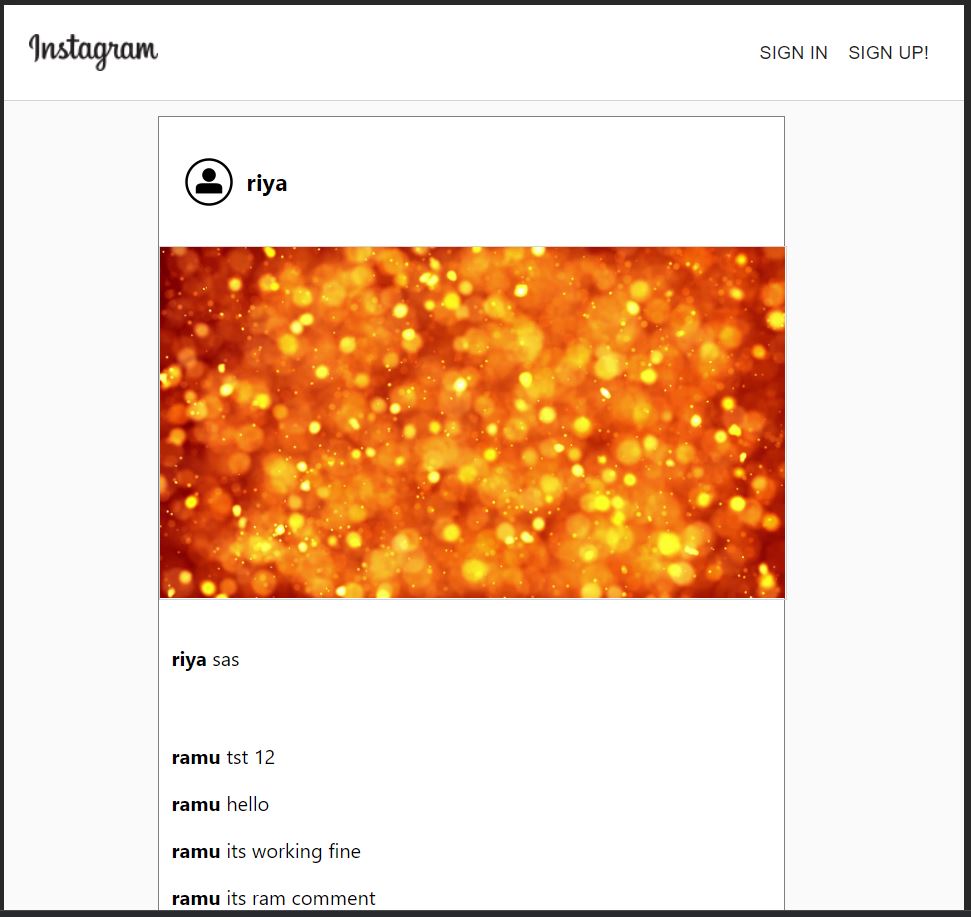 Instagram
SIGN IN SIGN UP!
riya
riya sas
ramu tst 12
ramu hello
ramu its working fine
ramu its ram comment